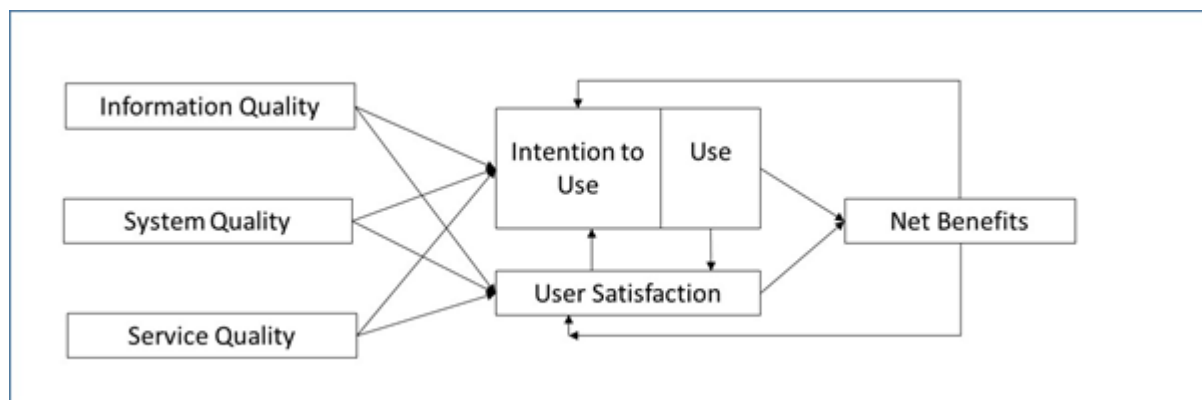 Information Quality
System Quality
Service Quality
Intention to
Use
Use
User Satisfaction
Net Benefits